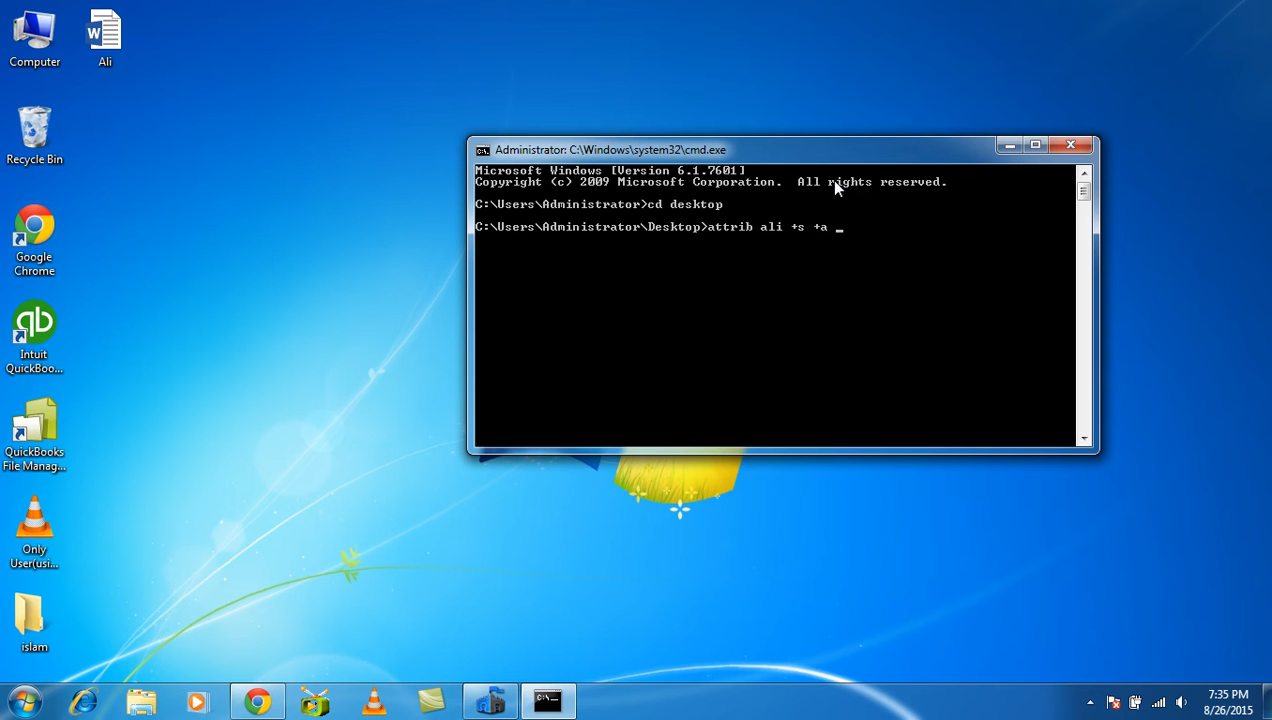 Computer
Ali
Recycle Bin
Google
Chrome
Intuit
QuickBoo...
QuickBooks
File Manag...
Only
User(usi...
islam
Administrator: C:\Windows\system32\cmd.exe
Microsoft Windows [Version 6.1.7601]
Copyright (c) 2009 Microsoft Corporation.  All rights reserved.
C:\Users\Administrator>cd desktop
C:\Users\Administrator\Desktop>attrib ali +s +a _
7:35 PM
8/26/2015